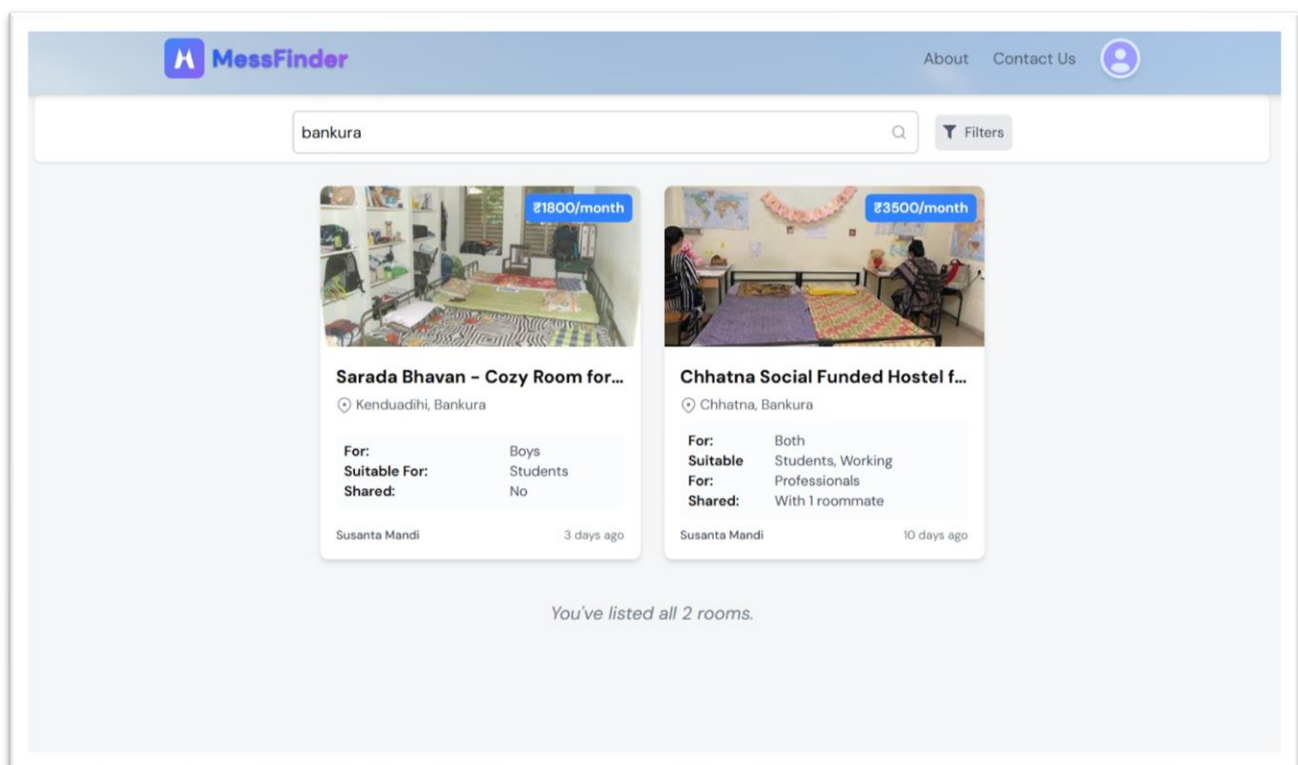 MessFinder
About Contact Us
bankura
Filters
₹1800/month
Sarada Bhavan - Cozy Room for...
Kenduadihi, Bankura
For: Boys
Suitable For: Students
Shared: No
Susanta Mandi 3 days ago
₹3500/month
Chhatna Social Funded Hostel f...
Chhatna, Bankura
For: Both
Suitable Students, Working
For: Professionals
Shared: With 1 roommate
Susanta Mandi 10 days ago
You've listed all 2 rooms.